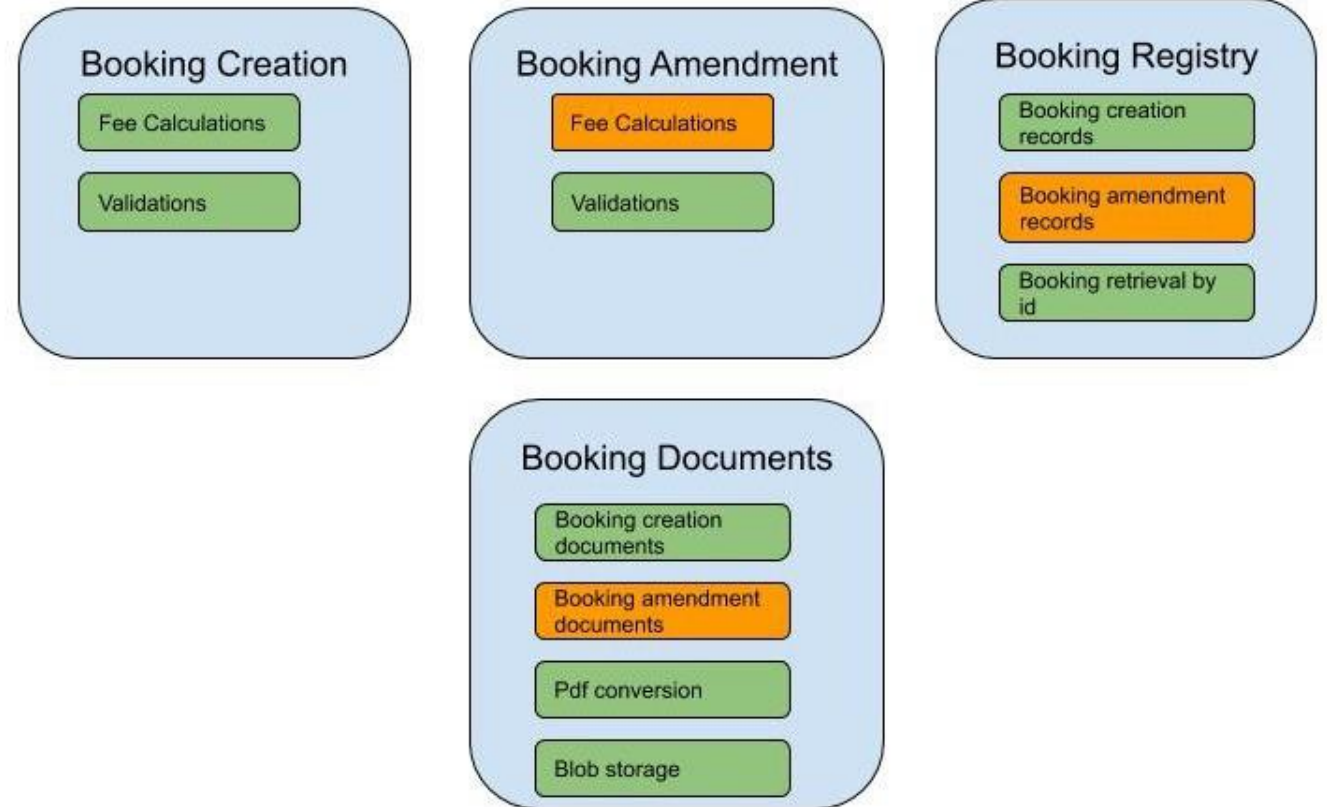 Booking Creation
Fee Calculations
Validations
Booking Amendment
Fee Calculations
Validations
Booking Registry
Booking creation
records
Booking amendment
records
Booking retrieval by
id
Booking Documents
Booking creation
documents
Booking amendment
documents
Pdf conversion
Blob storage